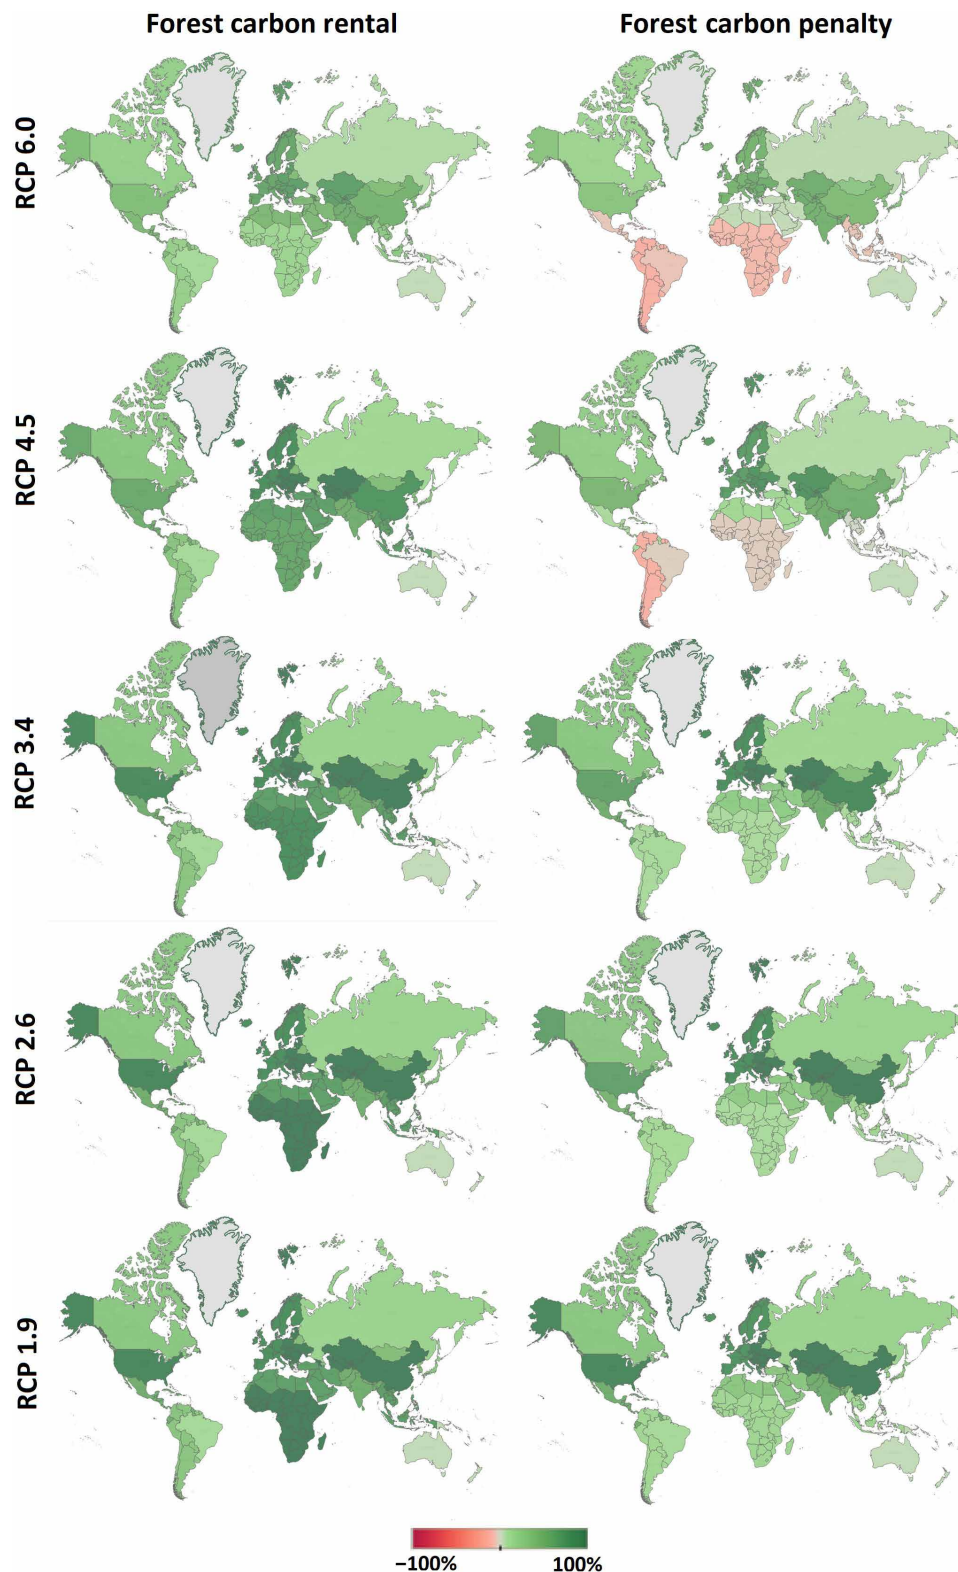 Forest carbon rental
Forest carbon penalty
RCP 6.0
RCP 4.5
RCP 3.4
RCP 2.6
RCP 1.9
−100%
100%